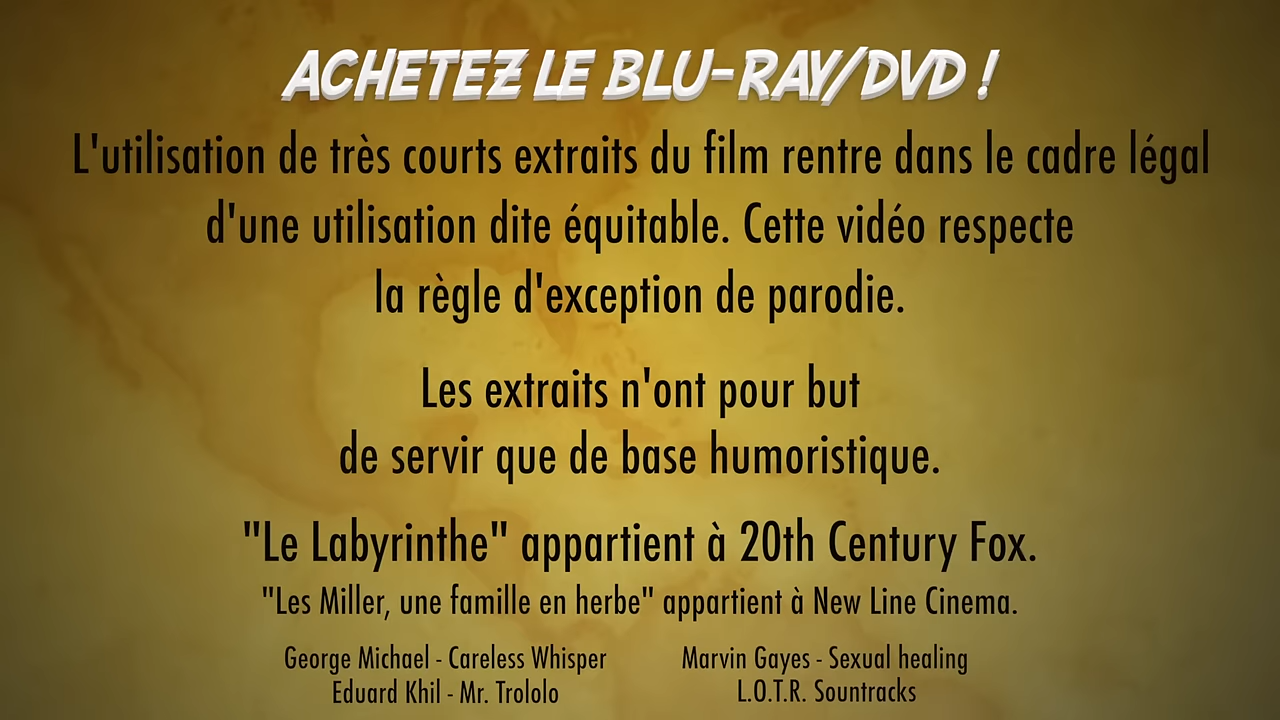 ACHETEZ LE BLU-RAY/DVD !
L'utilisation de très courts extraits du film rentre dans le cadre légal
d'une utilisation dite équitable. Cette vidéo respecte
la règle d'exception de parodie.
Les extraits n'ont pour but
de servir que de base humoristique.
"Le Labyrinthe" appartient à 20th Century Fox.
"Les Miller, une famille en herbe" appartient à New Line Cinema.
George Michael - Careless Whisper
Eduard Khil - Mr. Trololo
Marvin Gayes - Sexual healing
L.O.T.R. Sountracks